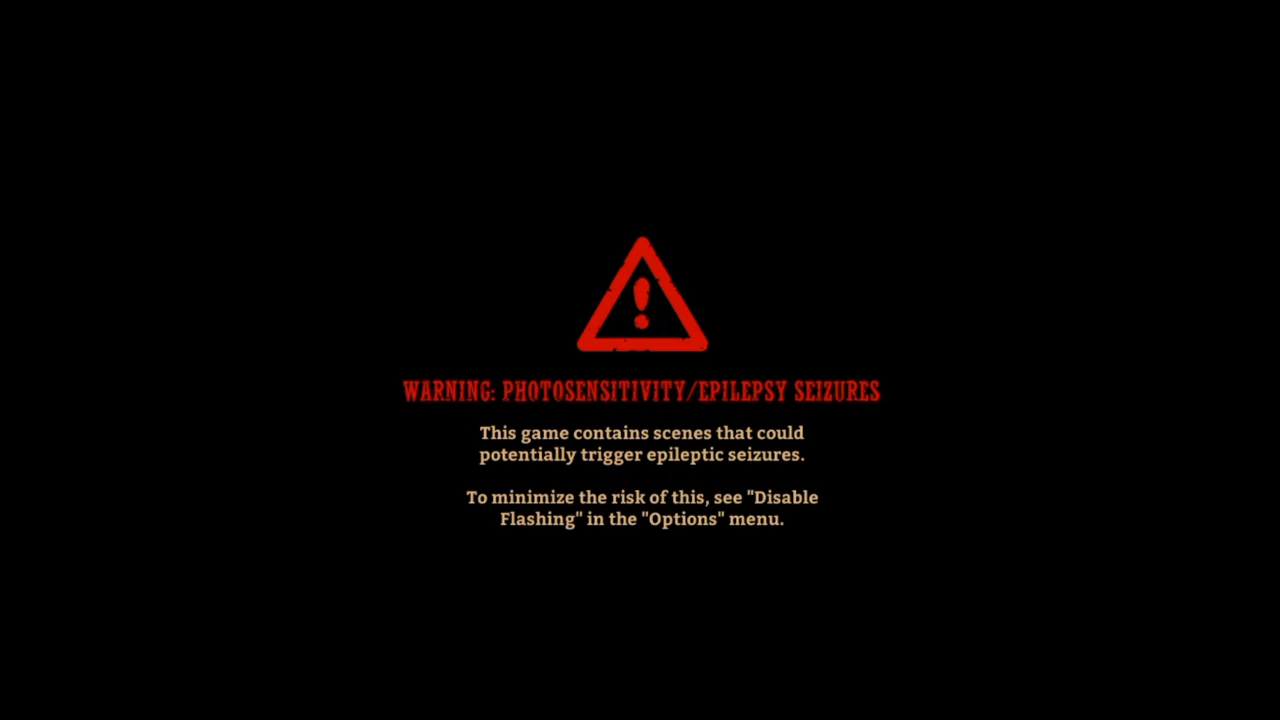 WARNING: PHOTOSENSITIVITY/EPILEPSY SEIZURES
This game contains scenes that could
potentially trigger epileptic seizures.
To minimize the risk of this, see "Disable
Flashing" in the "Options" menu.